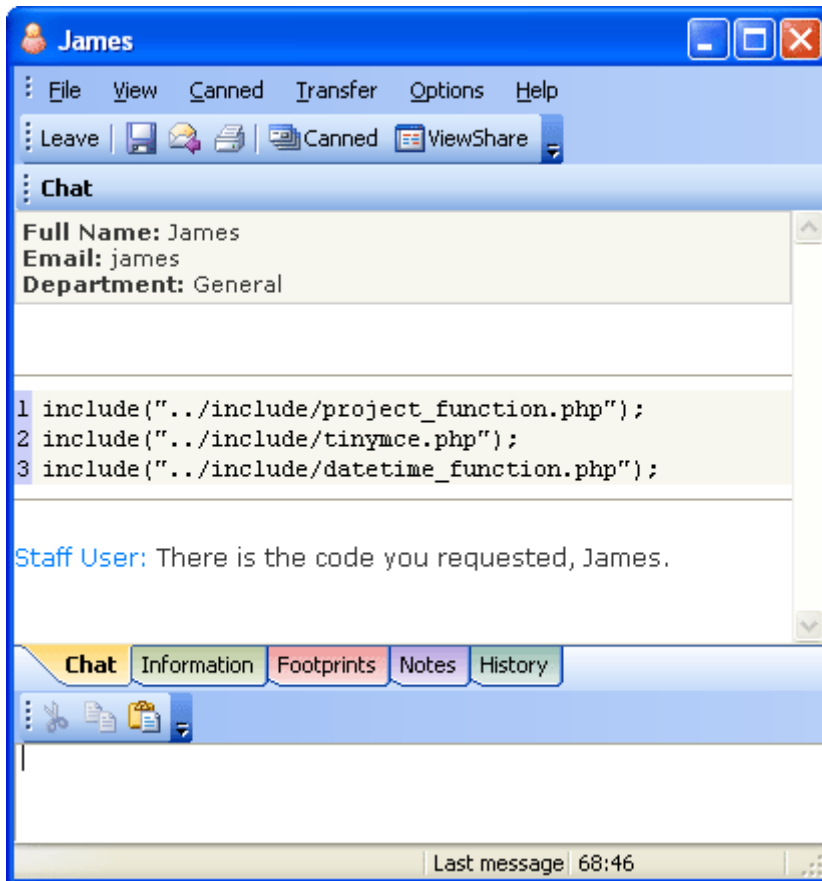 James
File View Canned Transfer Options Help
Leave Canned ViewShare
Chat
Full Name: James
Email: james
Department: General
1 include("../include/project_function.php");
2 include("../include/tinymce.php");
3 include("../include/datetime_function.php");
Staff User: There is the code you requested, James.
Chat Information Footprints Notes History
Last message 68:46